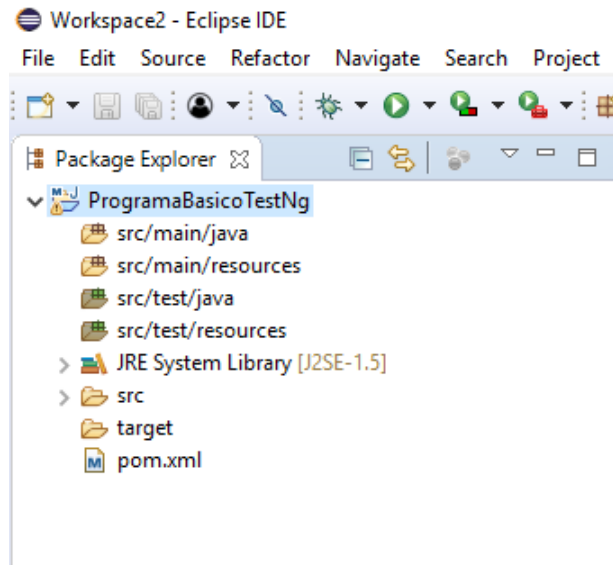 Workspace2 - Eclipse IDE
File Edit Source Refactor Navigate Search Project
Package Explorer
ProgramaBasicoTestNg
src/main/java
src/main/resources
src/test/java
src/test/resources
JRE System Library [J2SE-1.5]
src
target
pom.xml